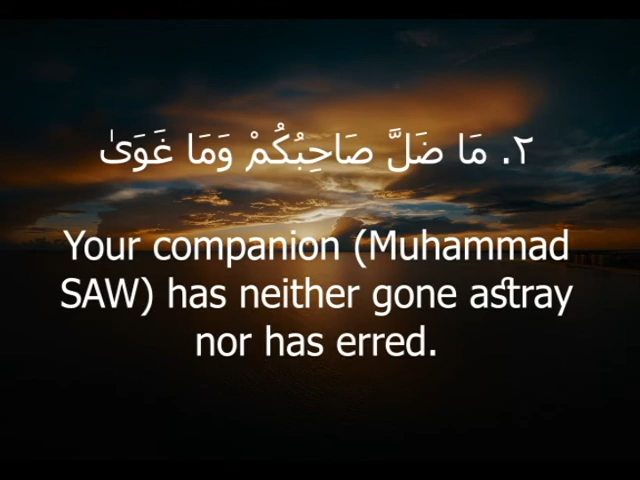 ٢. مَا ضَلَّ صَاحِبُكُمْ وَمَا غَوَىٰ
Your companion (Muhammad
SAW) has neither gone astray
nor has erred.